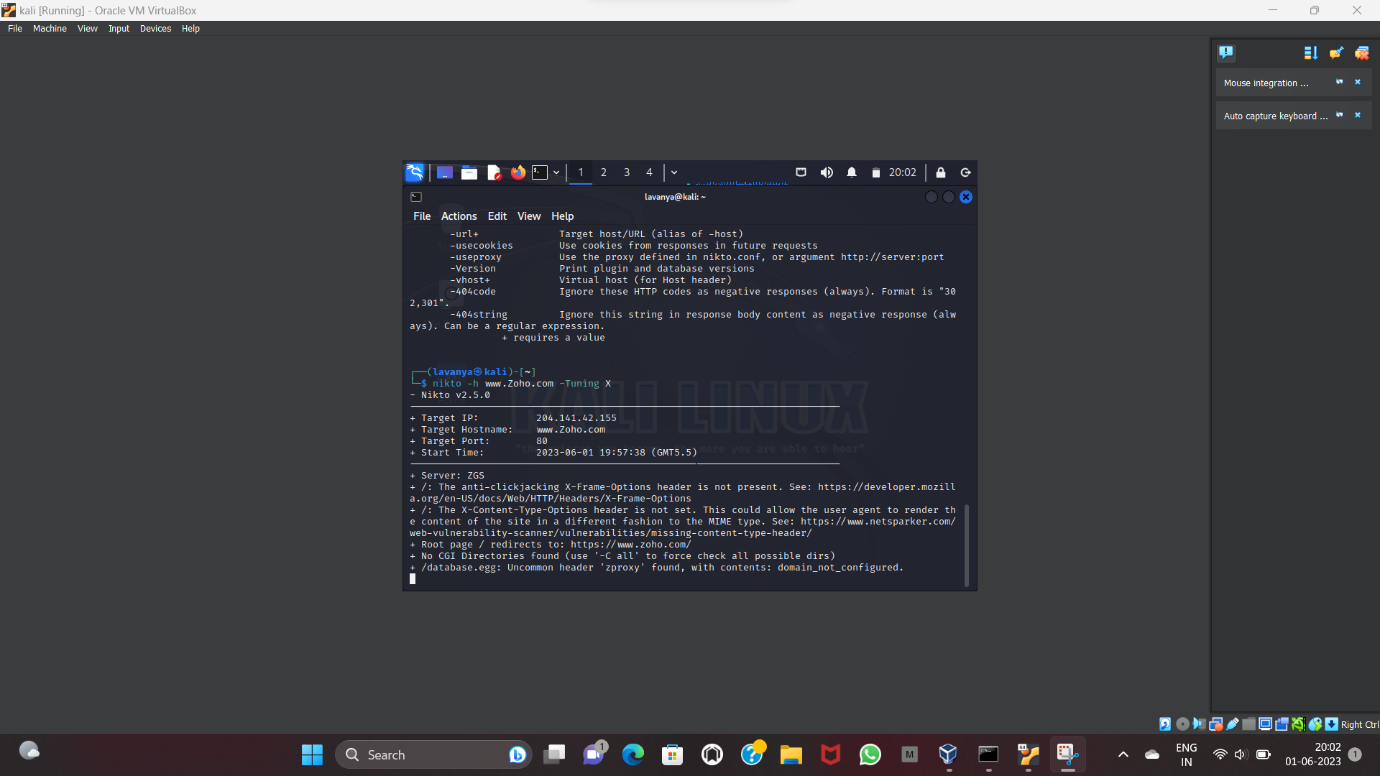 kali [Running] - Oracle VM VirtualBox
File Machine View Input Devices Help
Mouse integration ...
Auto capture keyboard ...
1 2 3 4
20:02
lavanya@kali: ~
File Actions Edit View Help
-url+ Target host/URL (alias of -host)
-usecookies Use cookies from responses in future requests
-useproxy Use the proxy defined in nikto.conf, or argument http://server:port
-Version Print plugin and database versions
-vhost+ Virtual host (for Host header)
-404code Ignore these HTTP codes as negative responses (always). Format is "30
2,301".
-404string Ignore this string in response body content as negative response (alw
ays). Can be a regular expression.
+ requires a value
┌──(lavanya㉿kali)-[~]
└─$ nikto -h www.Zoho.com -Tuning X
- Nikto v2.5.0
+ Target IP: 204.141.42.155
+ Target Hostname: www.Zoho.com
+ Target Port: 80
+ Start Time: 2023-06-01 19:57:38 (GMT5.5)
+ Server: ZGS
+ /: The anti-clickjacking X-Frame-Options header is not present. See: https://developer.mozill
a.org/en-US/docs/Web/HTTP/Headers/X-Frame-Options
+ /: The X-Content-Type-Options header is not set. This could allow the user agent to render th
e content of the site in a different fashion to the MIME type. See: https://www.netsparker.com/
web-vulnerability-scanner/vulnerabilities/missing-content-type-header/
+ Root page / redirects to: https://www.zoho.com/
+ No CGI Directories found (use '-C all' to force check all possible dirs)
+ /database.egg: Uncommon header 'zproxy' found, with contents: domain_not_configured.
KALI LINUX
Right Ctrl
Search
1
M
ENG
IN
20:02
01-06-2023
1